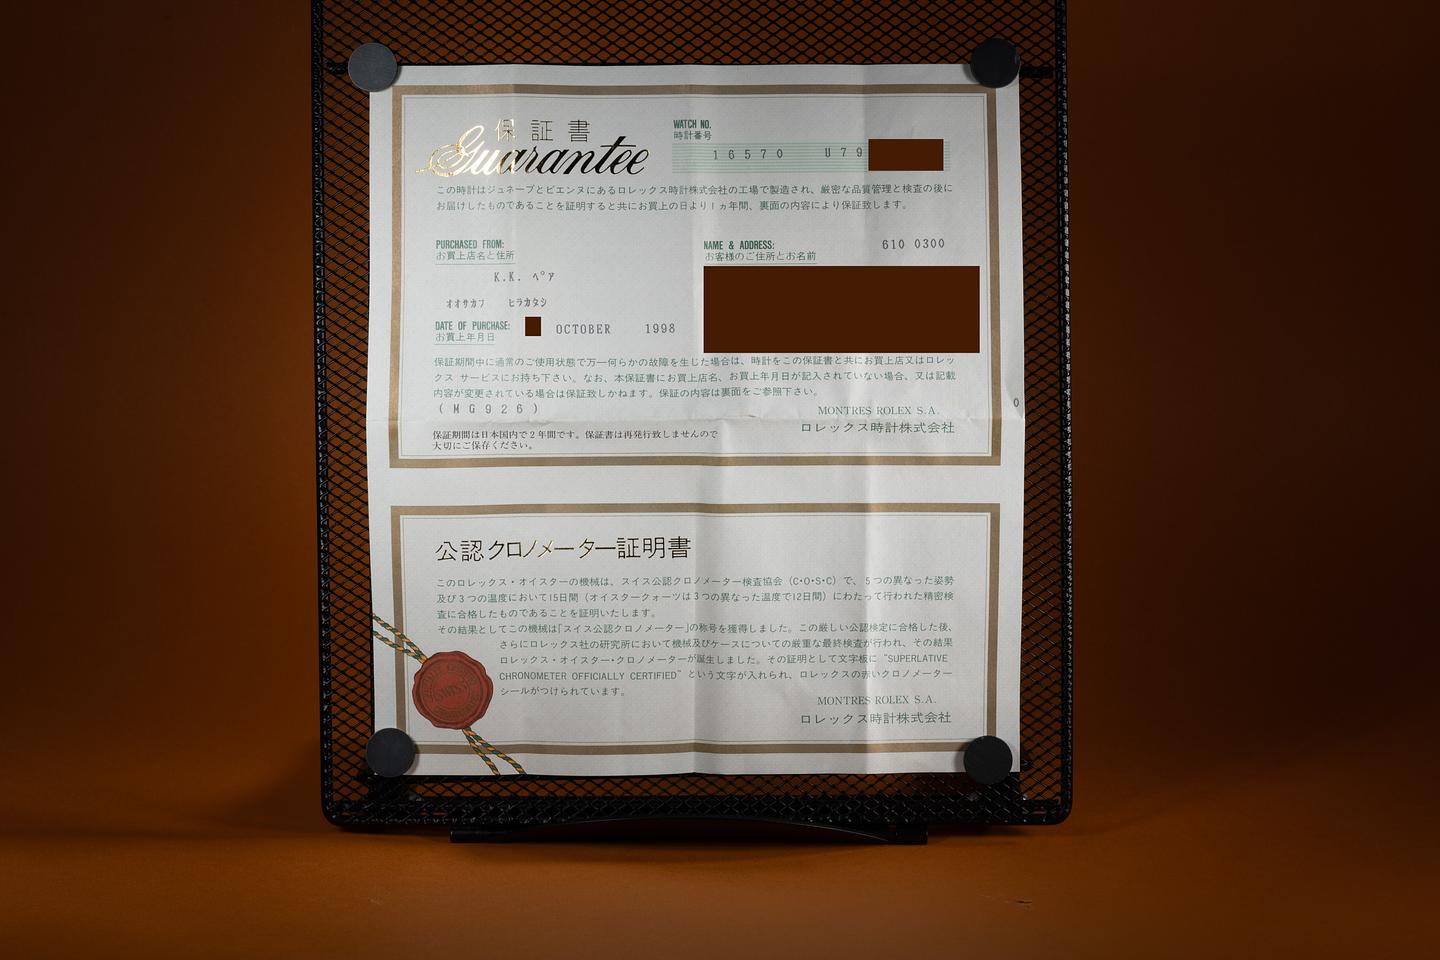 保証書
Guarantee
WATCH NO.
時計番号
16570 U79
この時計はジュネーブとビエンヌにあるロレックス時計株式会社の工場で製造され、厳密な品質管理と検査の後に
お届けしたものであることを証明すると共にお買上の日より1ヵ年間、裏面の内容により保証致します。
PURCHASED FROM:
お買上店名と住所
K.K. ペア
オオサカフ ヒラカタシ
DATE OF PURCHASE:
お買上年月日
OCTOBER 1998
NAME & ADDRESS:
お客様のご住所とお名前
610 0300
保証期間中に通常のご使用状態で万一何らかの故障を生じた場合は、時計をこの保証書と共にお買上店又はロレッ
クス サービスにお持ち下さい。なお、本保証書にお買上店名、お買上年月日が記入されていない場合、又は記載
内容が変更されている場合は保証致しかねます。保証の内容は裏面をご参照下さい。
(MG926)
0
MONTRES ROLEX S.A.
ロレックス時計株式会社
保証期間は日本国内で2年間です。保証書は再発行致しませんので
大切にご保存ください。
公認クロノメーター証明書
このロレックス・オイスターの機械は、スイス公認クロノメーター検査協会（C・O・S・C）で、5つの異なった姿勢
及び3つの温度において15日間（オイスタークォーツは3つの異なった温度で12日間）にわたって行われた精密検
査に合格したものであることを証明いたします。
その結果としてこの機械は「スイス公認クロノメーター」の称号を獲得しました。この厳しい公認検定に合格した後、
さらにロレックス社の研究所において機械及びケースについての厳重な最終検査が行われ、その結果
ロレックス・オイスター・クロノメーターが誕生しました。その証明として文字板に "SUPERLATIVE
CHRONOMETER OFFICIALLY CERTIFIED" という文字が入れられ、ロレックスの赤いクロノメーター
シールがつけられています。
MONTRES ROLEX S.A.
ロレックス時計株式会社
SWISS